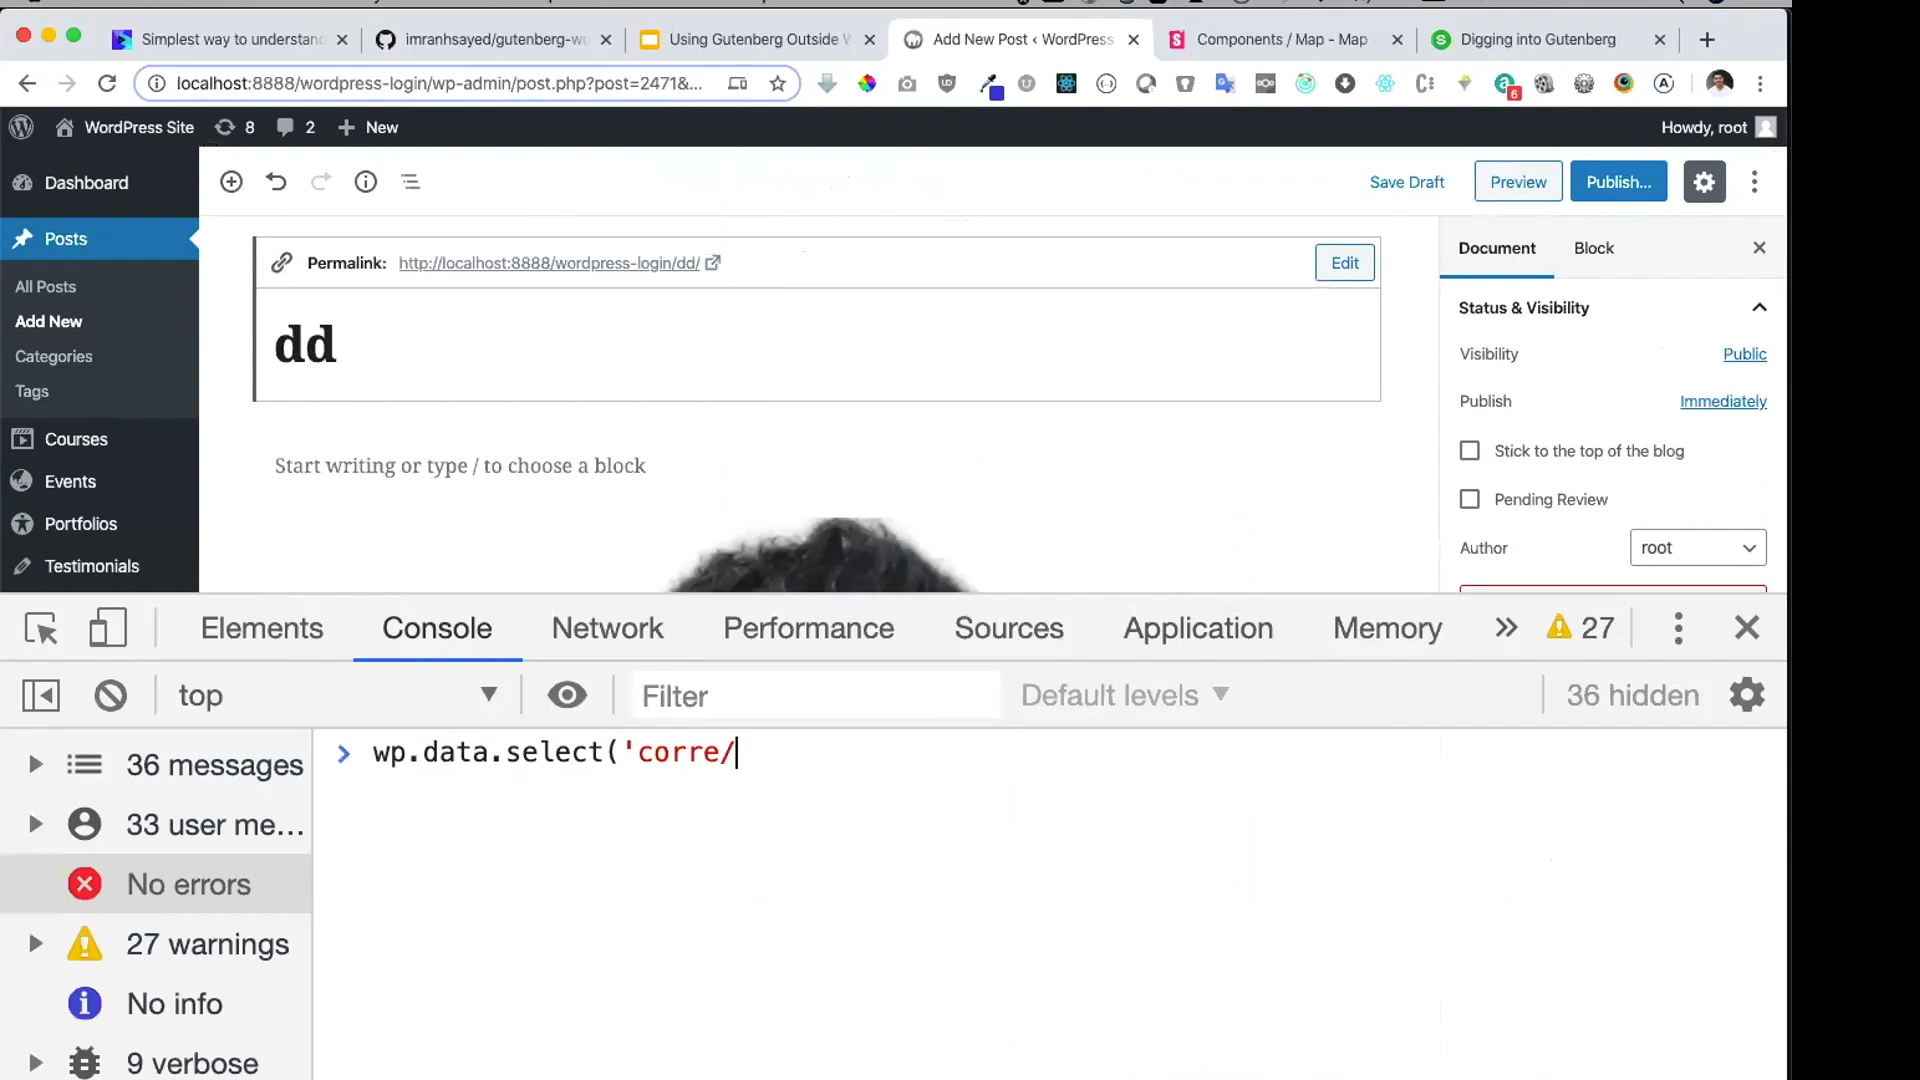 Simplest way to understand
imranhsayed/gutenberg-wo
Using Gutenberg Outside W
Add New Post ‹ WordPress
Components / Map - Map
Digging into Gutenberg
localhost:8888/wordpress-login/wp-admin/post.php?post=2471&...
6
WordPress Site
8
2
New
Howdy, root
Dashboard
Save Draft
Preview
Publish...
Posts
All Posts
Add New
Categories
Tags
Courses
Events
Portfolios
Testimonials
Permalink: http://localhost:8888/wordpress-login/dd/
Edit
dd
Start writing or type / to choose a block
Document
Block
Status & Visibility
Visibility
Public
Publish
Immediately
Stick to the top of the blog
Pending Review
Author
root
Elements
Console
Network
Performance
Sources
Application
Memory
27
top
Filter
Default levels
36 hidden
36 messages
33 user me...
No errors
27 warnings
No info
9 verbose
wp.data.select('corre/